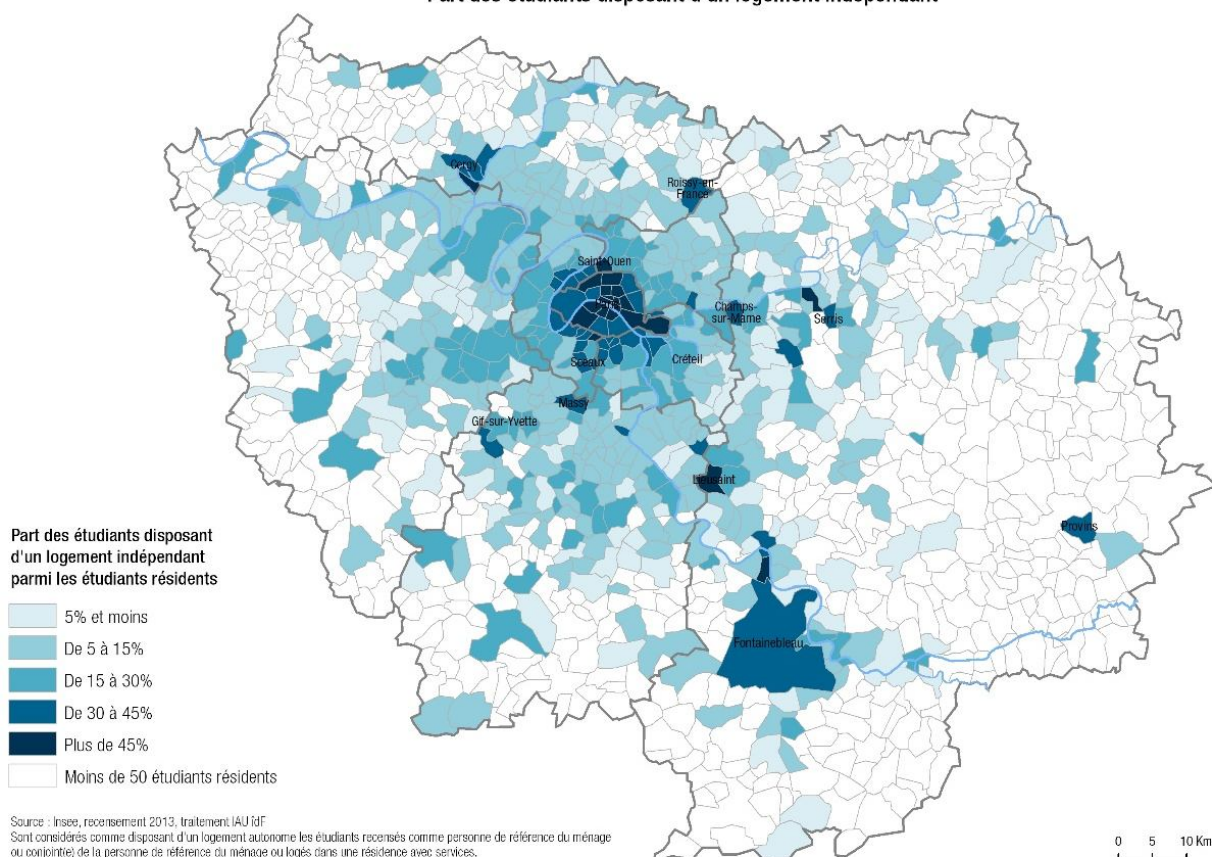 Part des étudiants disposant d'un logement indépendant
Cergy
Roissy-en-
France
Saint-Ouen
Paris
Champs-
sur-Marne
Serris
Sceaux
Créteil
Massy
Gif-sur-Yvette
Lieusaint
Provins
Fontainebleau
Part des étudiants disposant
d'un logement indépendant
parmi les étudiants résidents
5% et moins
De 5 à 15%
De 15 à 30%
De 30 à 45%
Plus de 45%
Moins de 50 étudiants résidents
Source : Insee, recensement 2013, traitement IAU îdF
Sont considérés comme disposant d'un logement autonome les étudiants recensés comme personne de référence du ménage
ou conjoint(e) de la personne de référence du ménage ou logés dans une résidence avec services.
0 5 10 Km